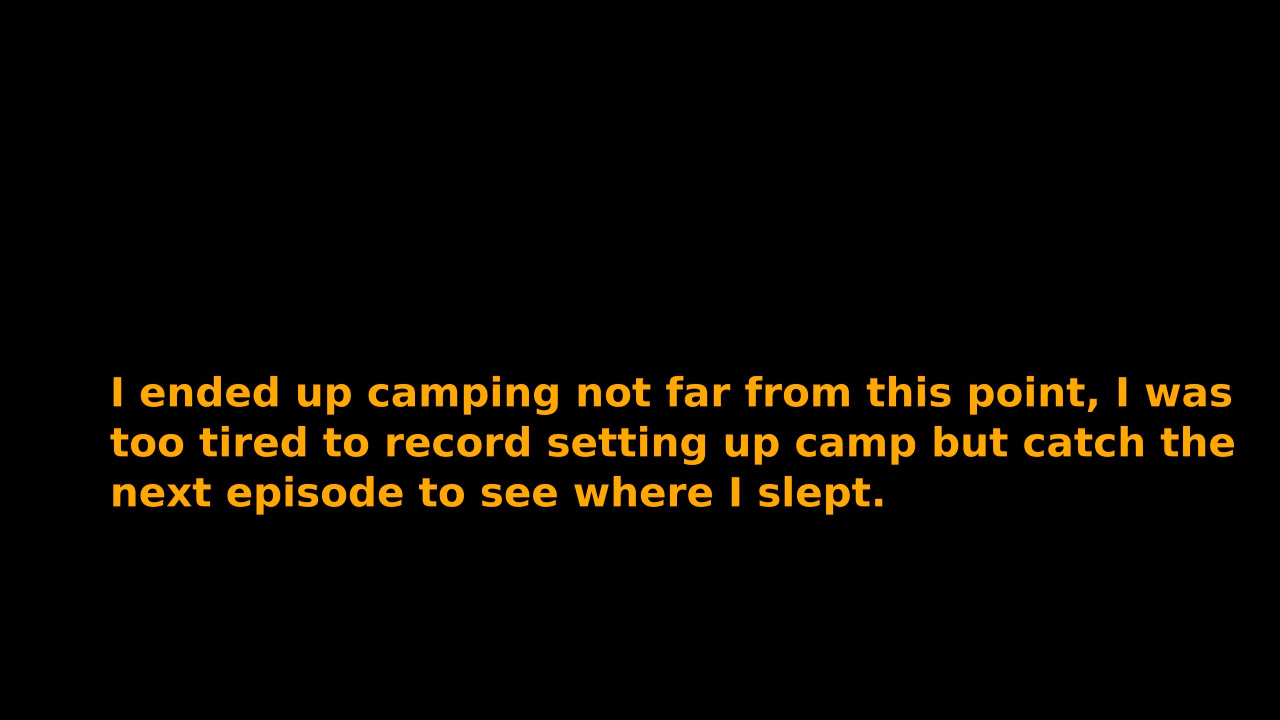 I ended up camping not far from this point, I was
too tired to record setting up camp but catch the
next episode to see where I slept.